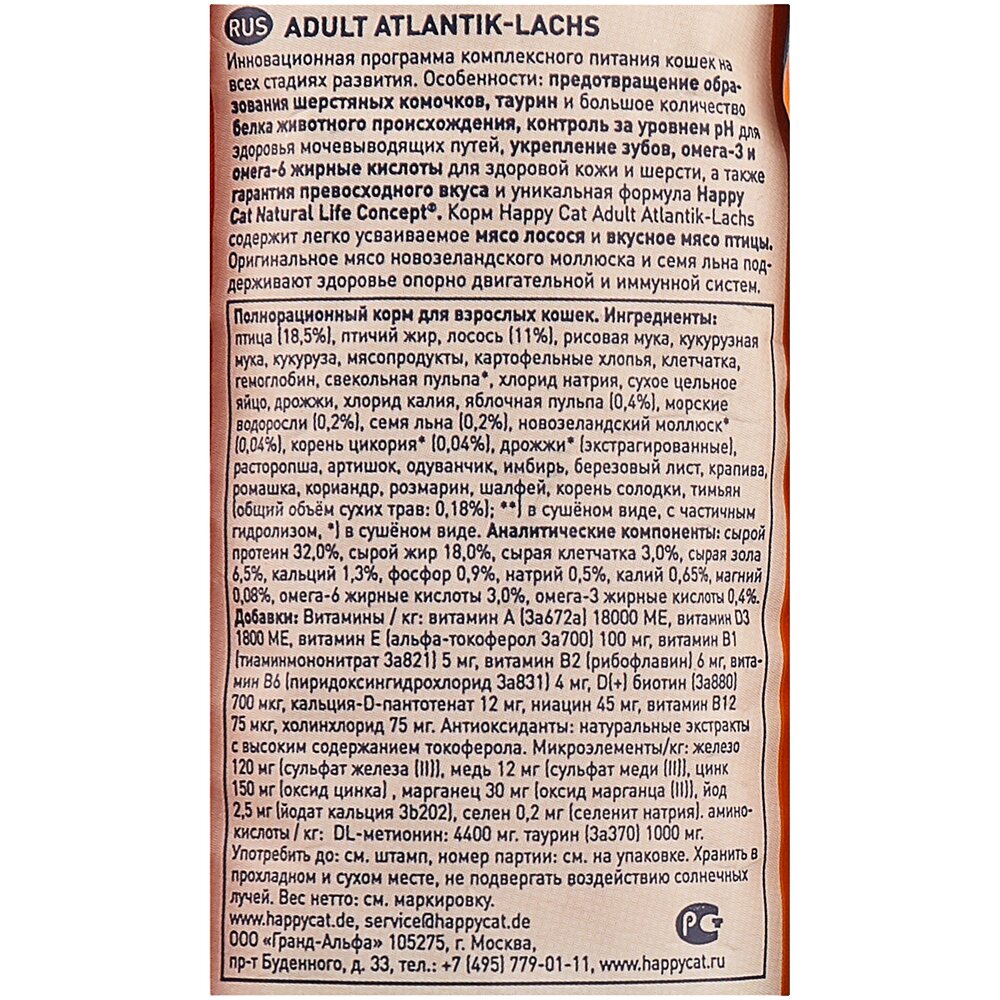 RUS ADULT ATLANTIK-LACHS
Инновационная программа комплексного питания кошек на
всех стадиях развития. Особенности: предотвращение обра-
зования шерстяных комочков, таурин и большое количество
белка животного происхождения, контроль за уровнем pH для
здоровья мочевыводящих путей, укрепление зубов, омега-3 и
омега-6 жирные кислоты для здоровой кожи и шерсти, а также
гарантия превосходного вкуса и уникальная формула Happy
Cat Natural Life Concept®. Корм Happy Cat Adult Atlantik-Lachs
содержит легко усваиваемое мясо лосося и вкусное мясо птицы.
Оригинальное мясо новозеландского моллюска и семя льна под-
держивают здоровье опорно двигательной и иммунной систем.
Полнорационный корм для взрослых кошек. Ингредиенты:
птица (18,5%), птичий жир, лосось (11%), рисовая мука, кукурузная
мука, кукуруза, мясопродукты, картофельные хлопья, клетчатка,
гемоглобин, свекольная пульпа*, хлорид натрия, сухое цельное
яйцо, дрожжи, хлорид калия, яблочная пульпа (0,4%), морские
водоросли (0,2%), семя льна (0,2%), новозеландский моллюск*
(0,04%), корень цикория* (0,04%), дрожжи* (экстрагированные),
расторопша, артишок, одуванчик, имбирь, березовый лист, крапива,
ромашка, кориандр, розмарин, шалфей, корень солодки, тимьян
(общий объём сухих трав: 0,18%); **) в сушёном виде, с частичным
гидролизом, *) в сушёном виде. Аналитические компоненты: сырой
протеин 32,0%, сырой жир 18,0%, сырая клетчатка 3,0%, сырая зола
6,5%, кальций 1,3%, фосфор 0,9%, натрий 0,5%, калий 0,65%, магний
0,08%, омега-6 жирные кислоты 3,0%, омега-3 жирные кислоты 0,4%.
Добавки: Витамины / кг: витамин А (3а672а) 18000 МЕ, витамин D3
1800 МЕ, витамин Е (альфа-токоферол 3а700) 100 мг, витамин В1
(тиаминмононитрат 3а821) 5 мг, витамин В2 (рибофлавин) 6 мг, вита-
мин В6 (пиридоксингидрохлорид 3а831) 4 мг, D(+) биотин (3а880)
700 мкг, кальция-D-пантотенат 12 мг, ниацин 45 мг, витамин В12
75 мкг, холинхлорид 75 мг. Антиоксиданты: натуральные экстракты
с высоким содержанием токоферола. Микроэлементы/кг: железо
120 мг (сульфат железа (II)), медь 12 мг (сульфат меди (II)), цинк
150 мг (оксид цинка) , марганец 30 мг (оксид марганца (II)), йод
2,5 мг (йодат кальция 3b202), селен 0,2 мг (селенит натрия). амино-
кислоты / кг: DL-метионин: 4400 мг. таурин (3а370) 1000 мг.
Употребить до: см. штамп, номер партии: см. на упаковке. Хранить в
прохладном и сухом месте, не подвергать воздействию солнечных
лучей. Вес нетто: см. маркировку.
www.happycat.de, service@happycat.de
ООО «Гранд-Альфа» 105275, г. Москва,
пр-т Буденного, д. 33, тел.: +7 (495) 779-01-11, www.happycat.ru